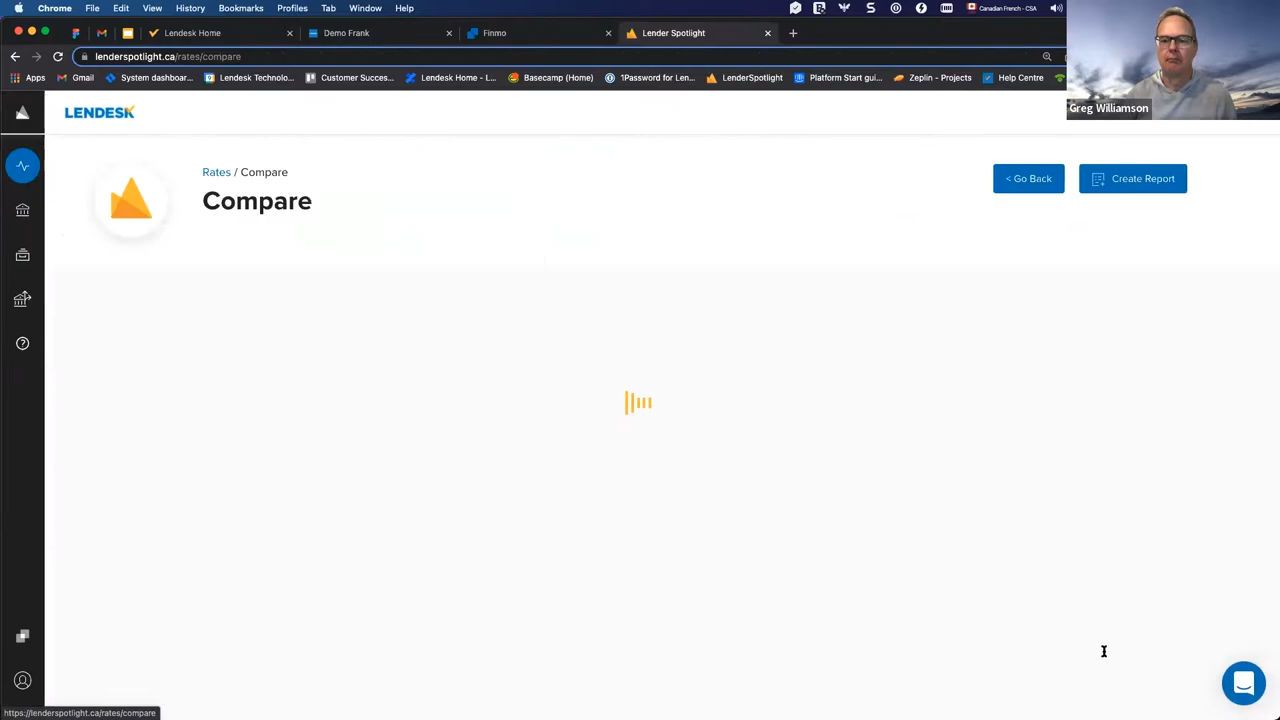 Chrome File Edit View History Bookmarks Profiles Tab Window Help Canadian French - CSA
Lendesk Home Demo Frank Finmo Lender Spotlight
lenderspotlight.ca/rates/compare
Apps Gmail System dashboar... Lendesk Technolo... Customer Succes... Lendesk Home - L... Basecamp (Home) 1Password for Len... LenderSpotlight Platform Start gui... Zeplin - Projects Help Centre
Greg Williamson
LENDESK
Rates / Compare
Compare
< Go Back
Create Report
https://lenderspotlight.ca/rates/compare